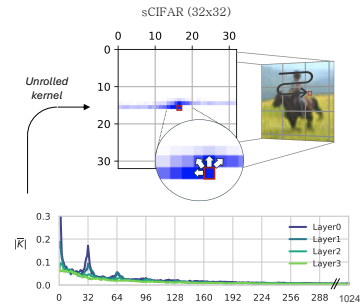 sCIFAR (32x32)
0 10 20 30
0
10
20
30
Unrolled
kernel
|K̅|
0.3
0.2
0.1
0.0
Layer0
Layer1
Layer2
Layer3
0 32 64 96 128 160 192 224 256 288 1024